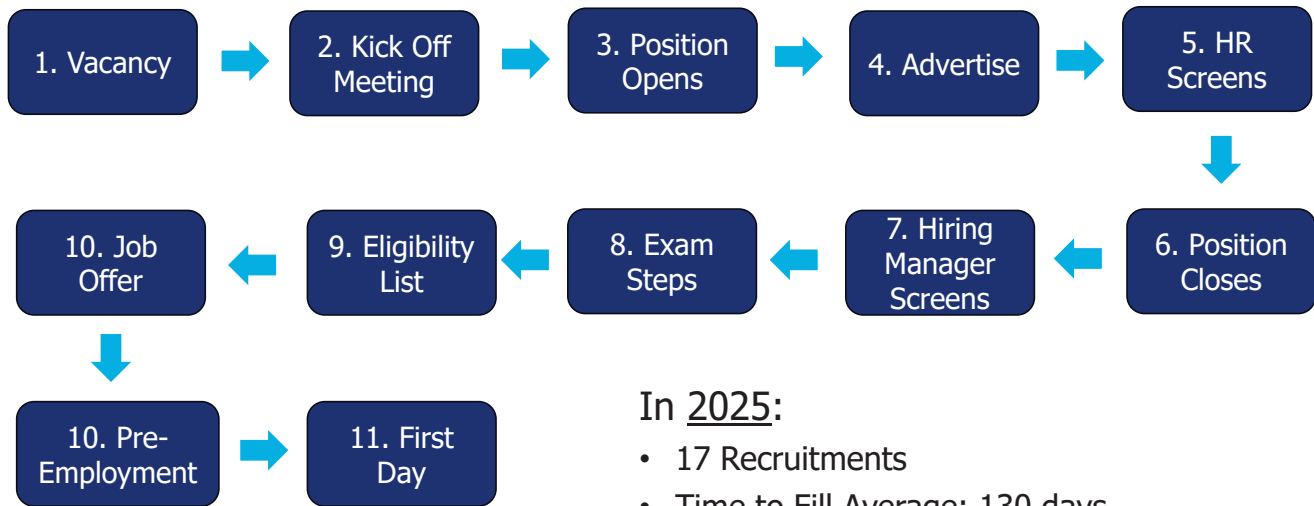 1. Vacancy
2. Kick Off
Meeting
3. Position
Opens
4. Advertise
5. HR
Screens
6. Position
Closes
7. Hiring
Manager
Screens
8. Exam
Steps
9. Eligibility
List
10. Job
Offer
10. Pre-
Employment
11. First
Day
In 2025:
• 17 Recruitments
• Time to Fill Average: 130 days